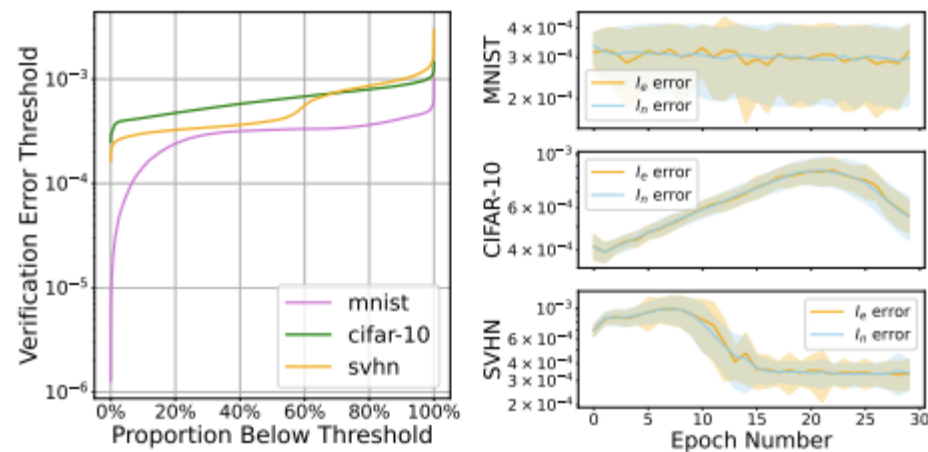 Verification Error Threshold
10⁻³
10⁻⁴
10⁻⁵
10⁻⁶
mnist
cifar-10
svhn
0% 20% 40% 60% 80% 100%
Proportion Below Threshold
MNIST
4 × 10⁻⁴
3 × 10⁻⁴
2 × 10⁻⁴
Iₑ error
Iₙ error
CIFAR-10
10⁻³
6 × 10⁻⁴
4 × 10⁻⁴
Iₑ error
Iₙ error
SVHN
10⁻³
6 × 10⁻⁴
4 × 10⁻⁴
3 × 10⁻⁴
2 × 10⁻⁴
Iₑ error
Iₙ error
0 5 10 15 20 25 30
Epoch Number